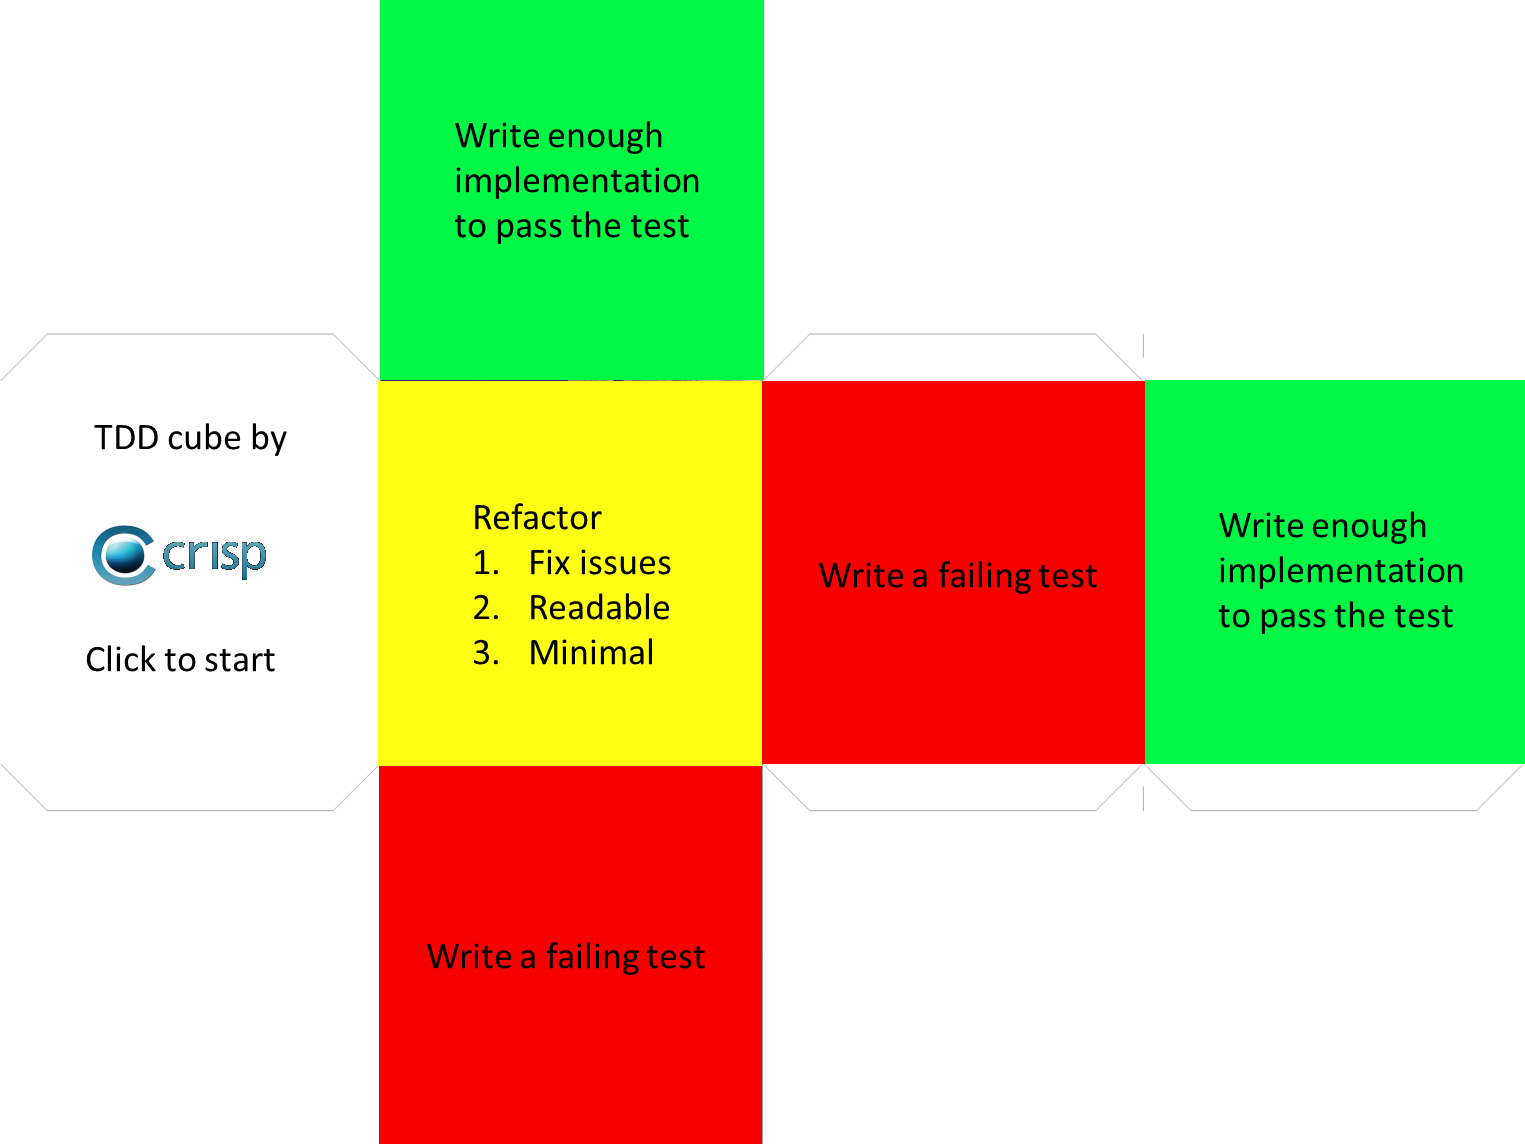 Write enough
implementation
to pass the test
TDD cube by
crisp
Click to start
Refactor
1. Fix issues
2. Readable
3. Minimal
Write a failing test
Write enough
implementation
to pass the test
Write a failing test